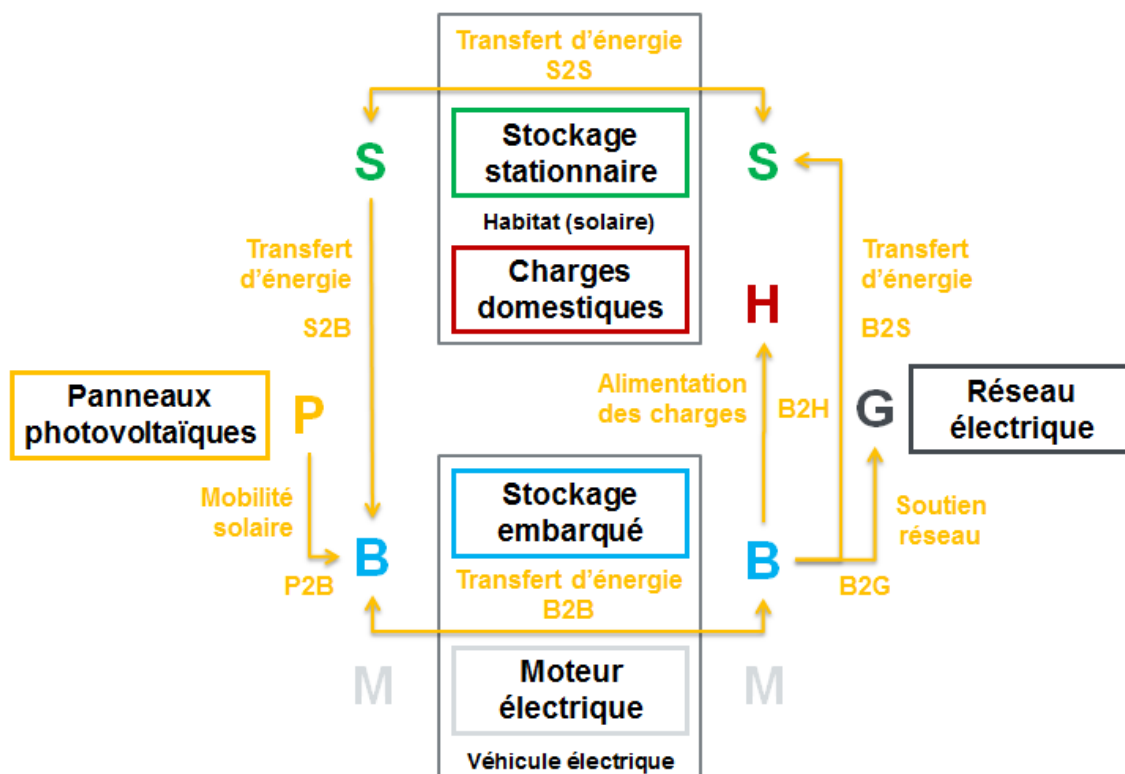 Transfert d'énergie
S2S
S
Stockage
stationnaire
S
Habitat (solaire)
Transfert
d'énergie
S2B
Charges
domestiques
H
Transfert
d'énergie
B2S
Panneaux
photovoltaïques
P
Alimentation
des charges
B2H
G
Réseau
électrique
Mobilité
solaire
P2B
B
Stockage
embarqué
B
Soutien
réseau
B2G
Transfert d'énergie
B2B
M
Moteur
électrique
M
Véhicule électrique